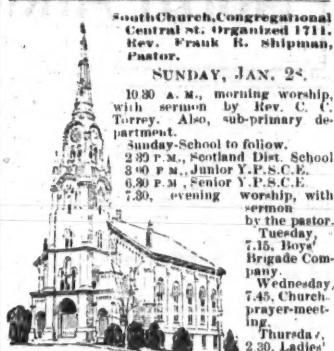 South Church, Congregational
Central st. Organized 1711.
Rev. Frank R. Shipman,
Pastor.
SUNDAY, JAN. 28.
10 30 A. M., morning worship,
with sermon by Rev. C. C.
Torrey. Also, sub-primary de-
partment.
Sunday-School to follow.
2 30 P.M., Scotland Dist. School
3 00 P M, Junior Y.P.S.C.E.
6.30 P.M, Senior Y.P.S.C.E.
7.30, evening worship, with
sermon
by the pastor.
Tuesday,
7.15, Boys'
Brigade Com-
pany.
Wednesday,
7.45, Church
prayer-meet-
ing.
Thursday,
2.30, Ladies'